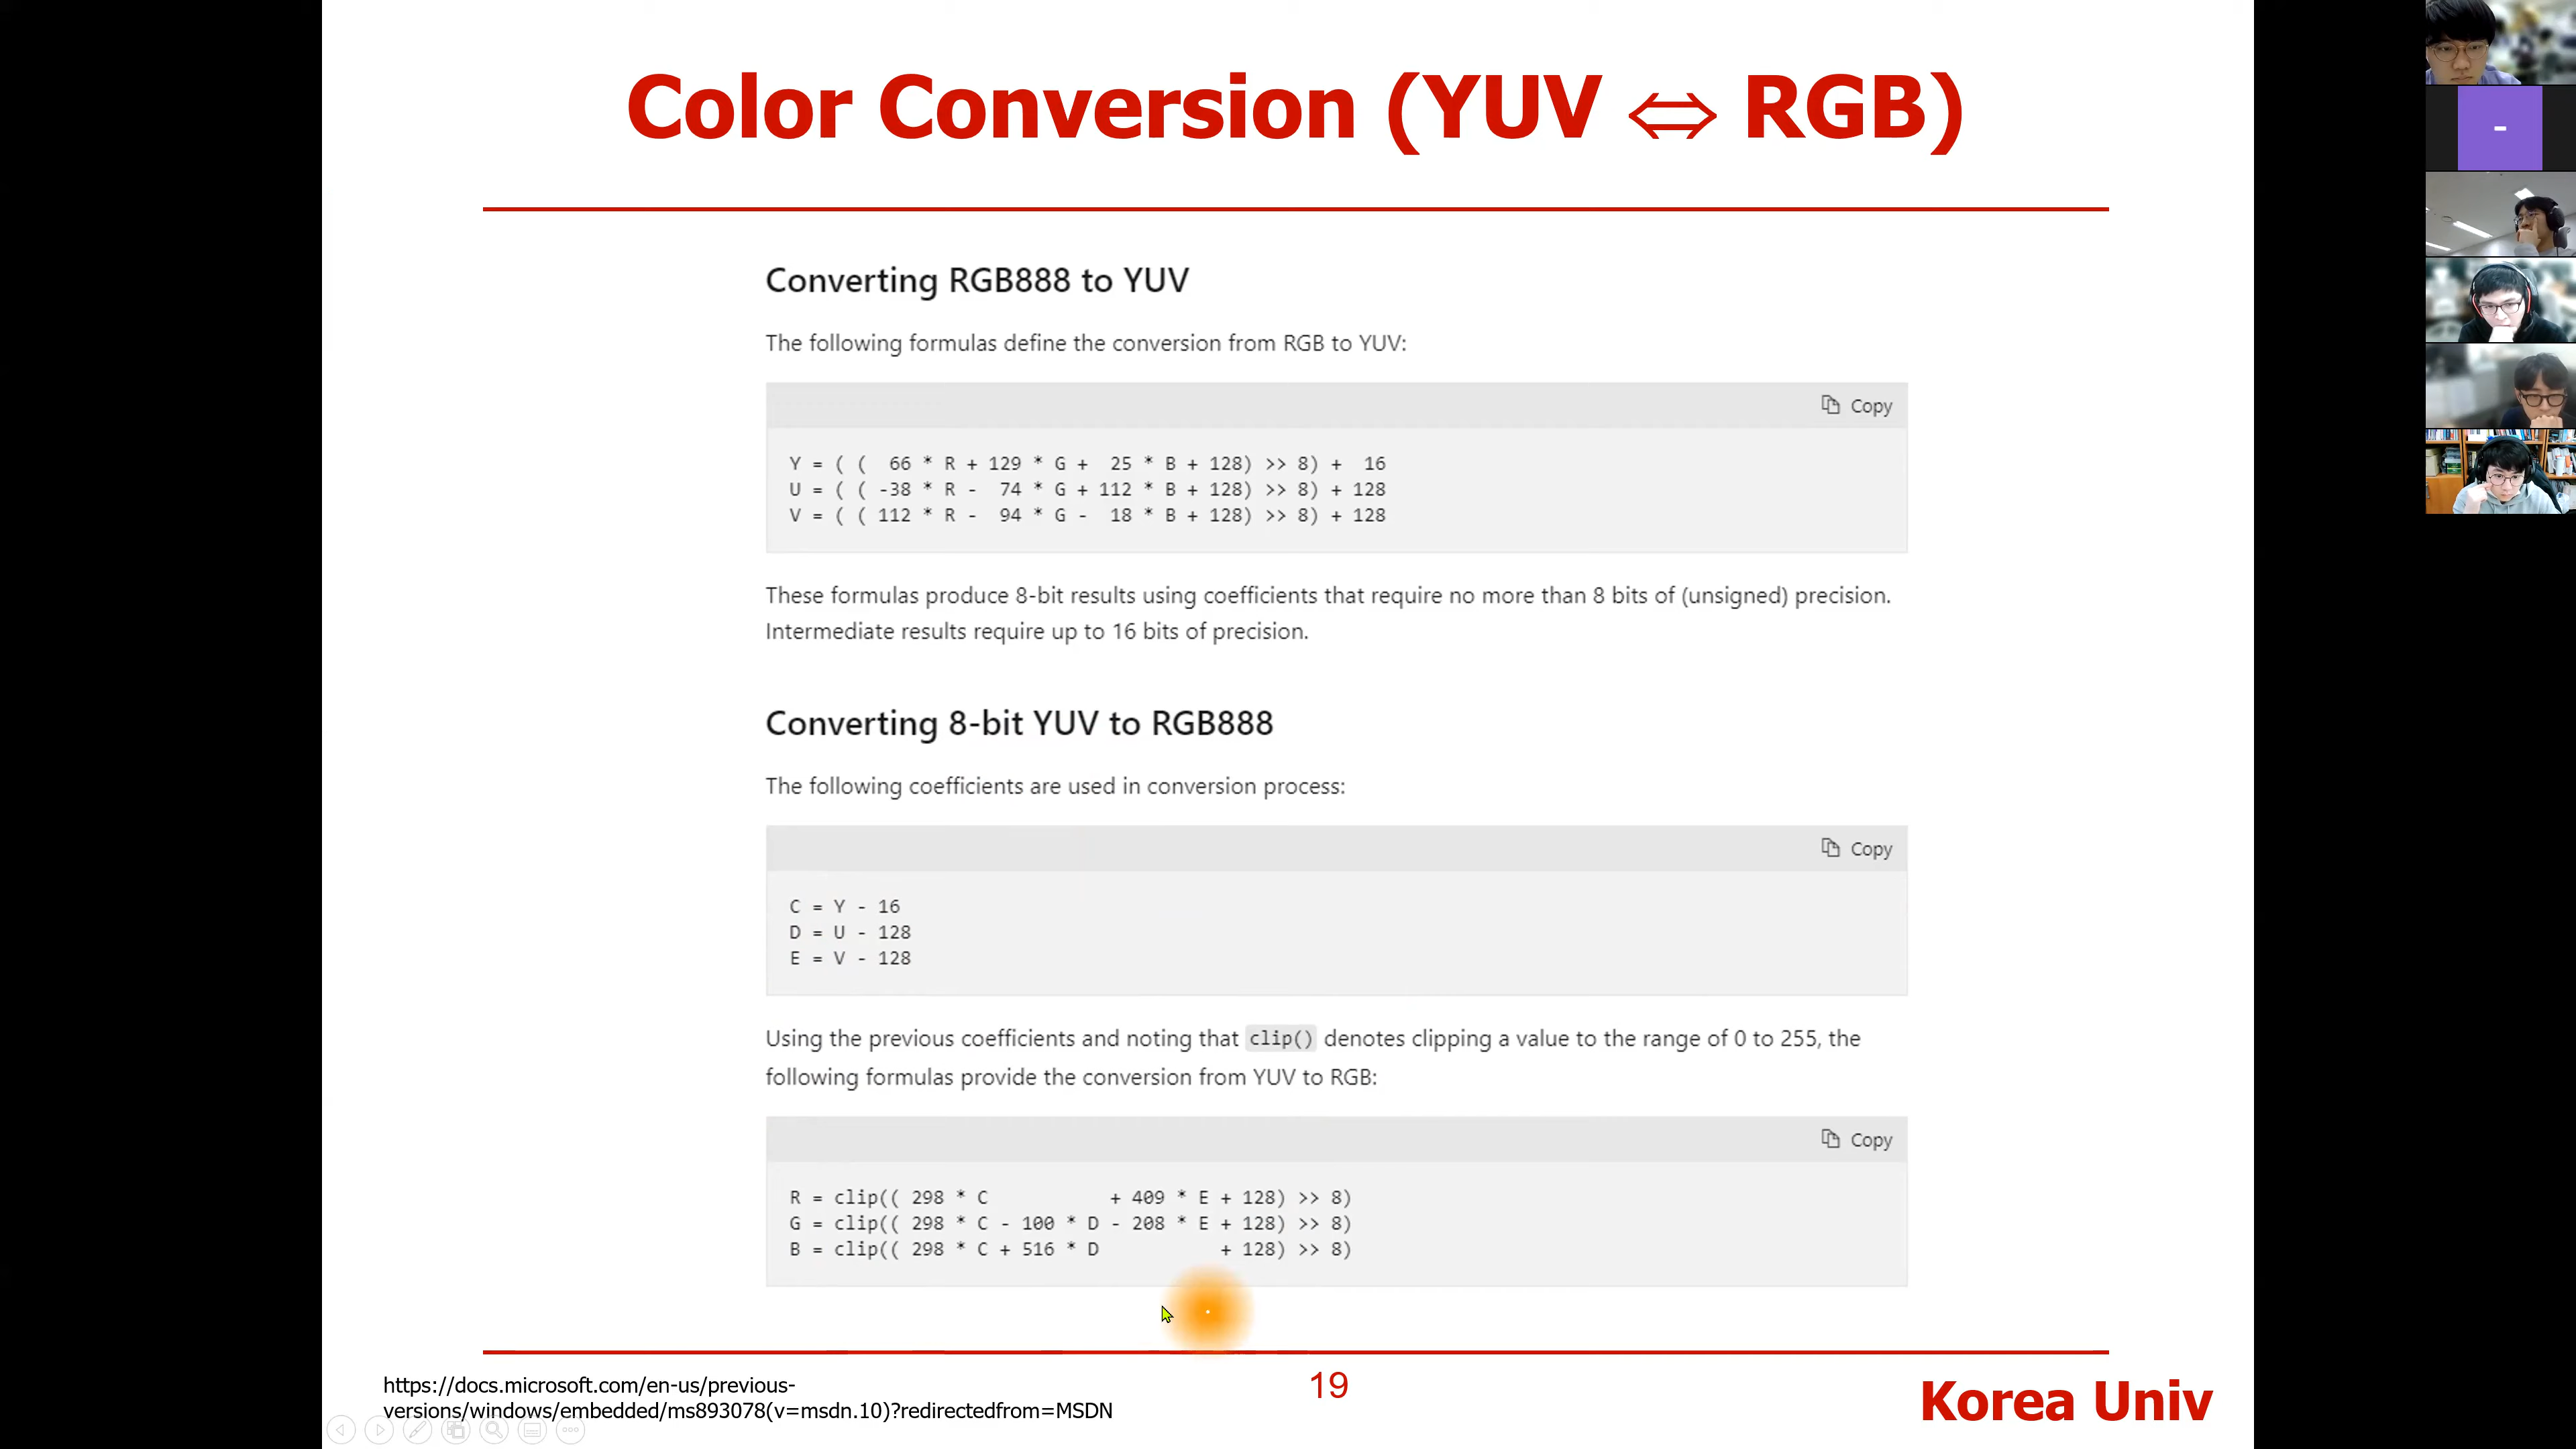 Color Conversion (YUV ⇔ RGB)
Converting RGB888 to YUV
The following formulas define the conversion from RGB to YUV:
Copy
Y = ( (  66 * R + 129 * G +  25 * B + 128) >> 8) +  16
U = ( ( -38 * R -  74 * G + 112 * B + 128) >> 8) + 128
V = ( ( 112 * R -  94 * G -  18 * B + 128) >> 8) + 128
These formulas produce 8-bit results using coefficients that require no more than 8 bits of (unsigned) precision.
Intermediate results require up to 16 bits of precision.
Converting 8-bit YUV to RGB888
The following coefficients are used in conversion process:
Copy
C = Y - 16
D = U - 128
E = V - 128
Using the previous coefficients and noting that clip() denotes clipping a value to the range of 0 to 255, the
following formulas provide the conversion from YUV to RGB:
Copy
R = clip(( 298 * C           + 409 * E + 128) >> 8)
G = clip(( 298 * C - 100 * D - 208 * E + 128) >> 8)
B = clip(( 298 * C + 516 * D           + 128) >> 8)
https://docs.microsoft.com/en-us/previous-
versions/windows/embedded/ms893078(v=msdn.10)?redirectedfrom=MSDN
19
Korea Univ
-